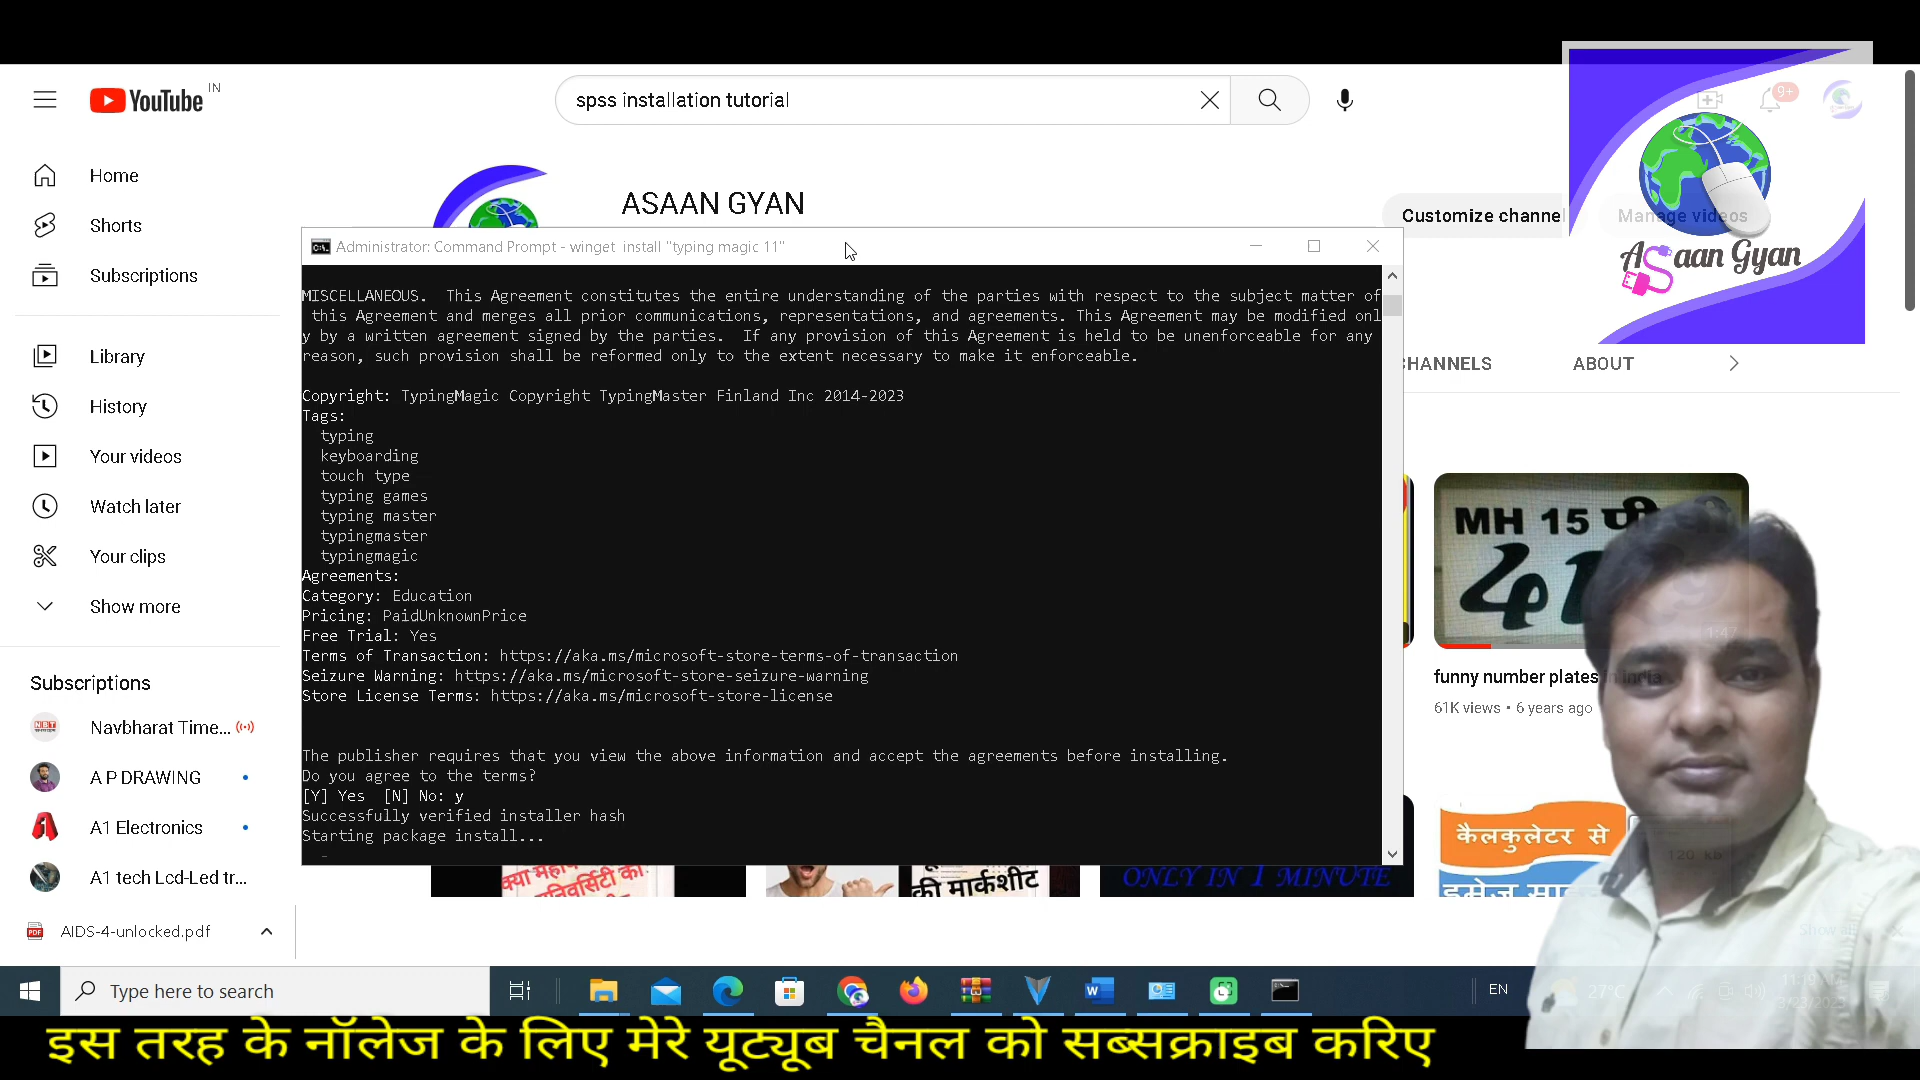 YouTube IN
spss installation tutorial
9+
Home
Shorts
Subscriptions
Library
History
Your videos
Watch later
Your clips
Show more
Subscriptions
Navbharat Time...
A P DRAWING
A1 Electronics
A1 tech Lcd-Led tr...
AIDS-4-unlocked.pdf
ASAAN GYAN
Customize channel
Manage videos
Asaan Gyan
HANNELS
ABOUT
Administrator: Command Prompt - winget  install "typing magic 11"
MISCELLANEOUS.  This Agreement constitutes the entire understanding of the parties with respect to the subject matter of
this Agreement and merges all prior communications, representations, and agreements. This Agreement may be modified onl
y by a written agreement signed by the parties.  If any provision of this Agreement is held to be unenforceable for any
reason, such provision shall be reformed only to the extent necessary to make it enforceable.
Copyright: TypingMagic Copyright TypingMaster Finland Inc 2014-2023
Tags:
typing
keyboarding
touch type
typing games
typing master
typingmaster
typingmagic
Agreements:
Category: Education
Pricing: PaidUnknownPrice
Free Trial: Yes
Terms of Transaction: https://aka.ms/microsoft-store-terms-of-transaction
Seizure Warning: https://aka.ms/microsoft-store-seizure-warning
Store License Terms: https://aka.ms/microsoft-store-license
The publisher requires that you view the above information and accept the agreements before installing.
Do you agree to the terms?
[Y] Yes  [N] No: y
Successfully verified installer hash
Starting package install...
MH 15
1:47
funny number plates in india
61K views • 6 years ago
की मार्कशीट
ONLY IN 1 MINUTE
कैलकुलेटर से
120 kb
Type here to search
EN
27°C
इस तरह के नॉलेज के लिए मेरे यूट्यूब चैनल को सब्सक्राइब करिए